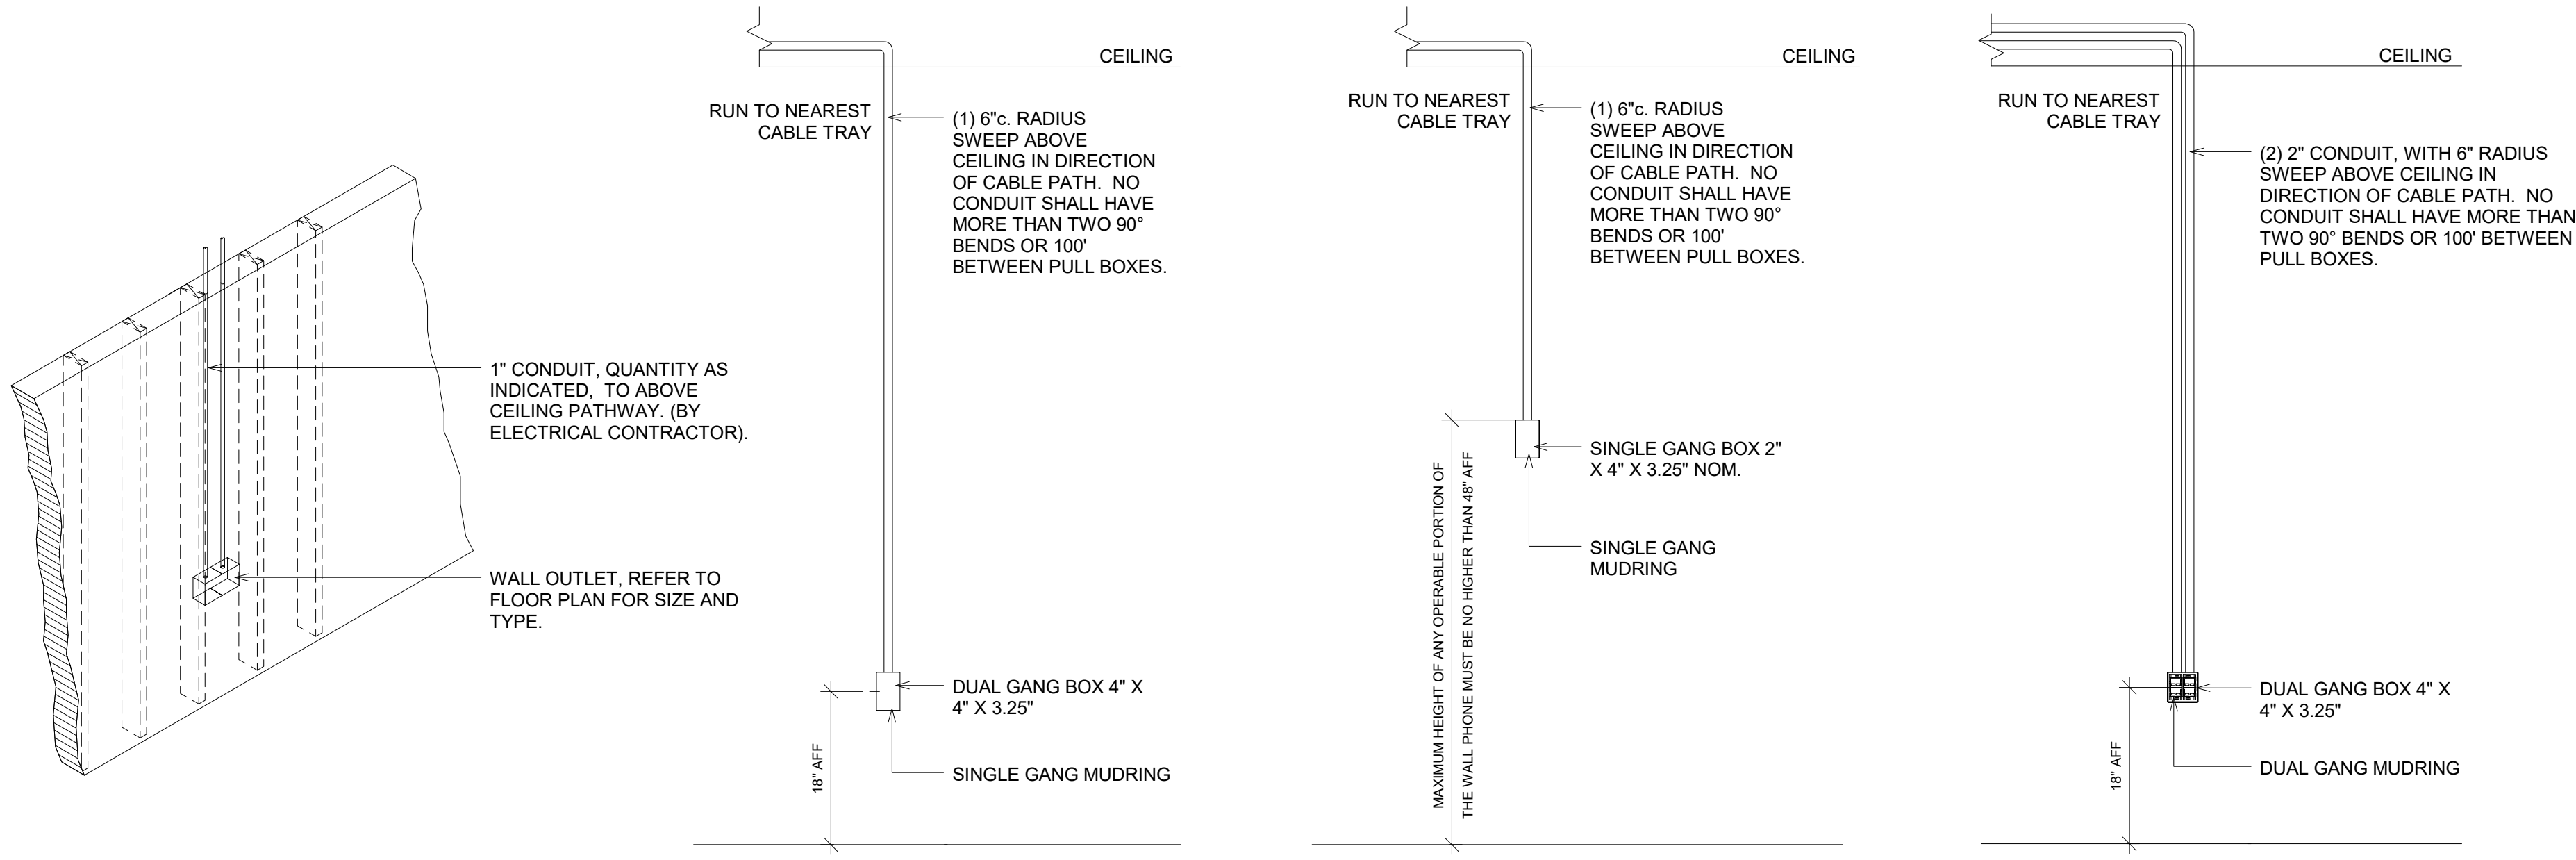 1" CONDUIT, QUANTITY AS
INDICATED, TO ABOVE
CEILING PATHWAY. (BY
ELECTRICAL CONTRACTOR).
WALL OUTLET, REFER TO
FLOOR PLAN FOR SIZE AND
TYPE.
CEILING
RUN TO NEAREST
CABLE TRAY
(1) 6"c. RADIUS
SWEEP ABOVE
CEILING IN DIRECTION
OF CABLE PATH. NO
CONDUIT SHALL HAVE
MORE THAN TWO 90°
BENDS OR 100'
BETWEEN PULL BOXES.
DUAL GANG BOX 4" X
4" X 3.25"
SINGLE GANG MUDRING
18" AFF
CEILING
RUN TO NEAREST
CABLE TRAY
(1) 6"c. RADIUS
SWEEP ABOVE
CEILING IN DIRECTION
OF CABLE PATH. NO
CONDUIT SHALL HAVE
MORE THAN TWO 90°
BENDS OR 100'
BETWEEN PULL BOXES.
SINGLE GANG BOX 2"
X 4" X 3.25" NOM.
SINGLE GANG
MUDRING
MAXIMUM HEIGHT OF ANY OPERABLE PORTION OF
THE WALL PHONE MUST BE NO HIGHER THAN 48" AFF
CEILING
RUN TO NEAREST
CABLE TRAY
(2) 2" CONDUIT, WITH 6" RADIUS
SWEEP ABOVE CEILING IN
DIRECTION OF CABLE PATH. NO
CONDUIT SHALL HAVE MORE THAN
TWO 90° BENDS OR 100' BETWEEN
PULL BOXES.
DUAL GANG BOX 4" X
4" X 3.25"
DUAL GANG MUDRING
18" AFF